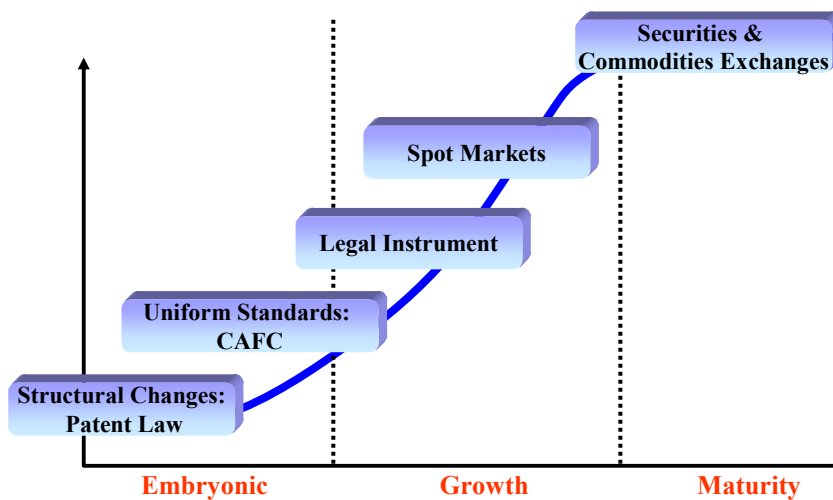 Securities &
Commodities Exchanges
Spot Markets
Legal Instrument
Uniform Standards:
CAFC
Structural Changes:
Patent Law
Embryonic
Growth
Maturity